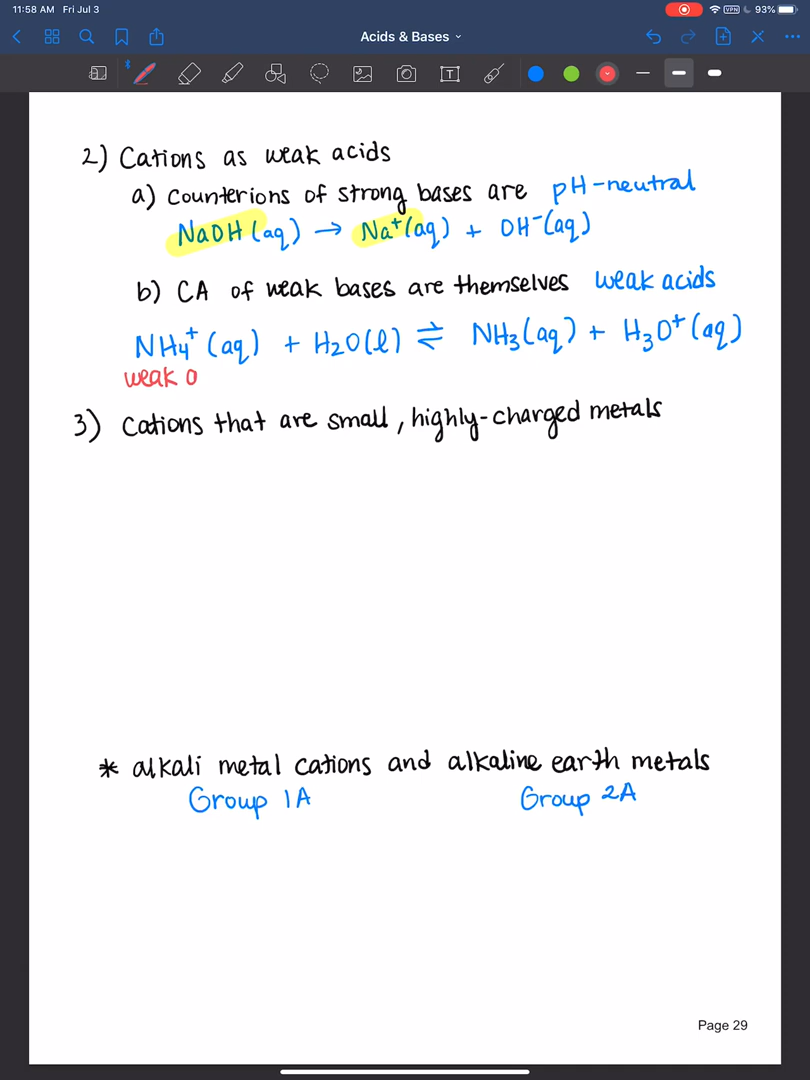 11:58 AM Fri Jul 3
VPN 93%
Acids & Bases
T
2) Cations as weak acids
a) Counterions of strong bases are pH-neutral
NaOH(aq) → Na⁺(aq) + OH⁻(aq)
b) CA of weak bases are themselves weak acids
NH₄⁺(aq) + H₂O(l) ⇌ NH₃(aq) + H₃O⁺(aq)
weak a
3) Cations that are small, highly-charged metals
* alkali metal cations and alkaline earth metals
Group 1A Group 2A
Page 29